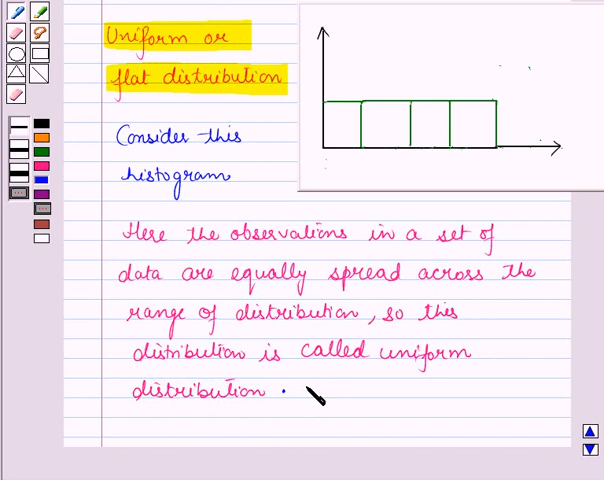 Uniform or
flat distribution
Consider this
histogram
Here the observations in a set of
data are equally spread across the
range of distribution, so this
distribution is called uniform
distribution.